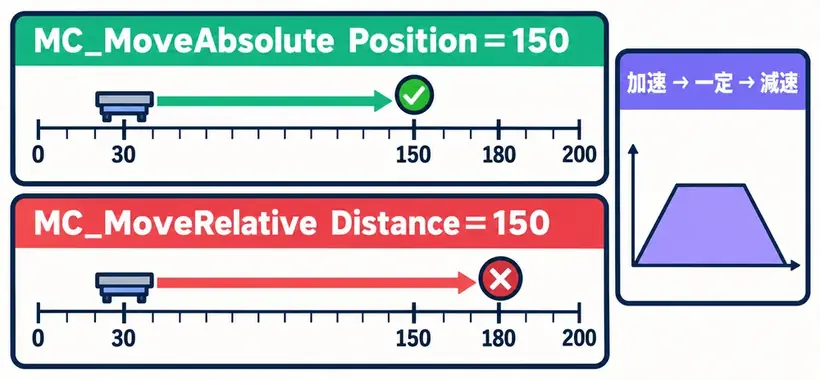 MC_MoveAbsolute Position=150
0 30 150 180 200
MC_MoveRelative Distance=150
0 30 150 180 200
加速→一定→減速